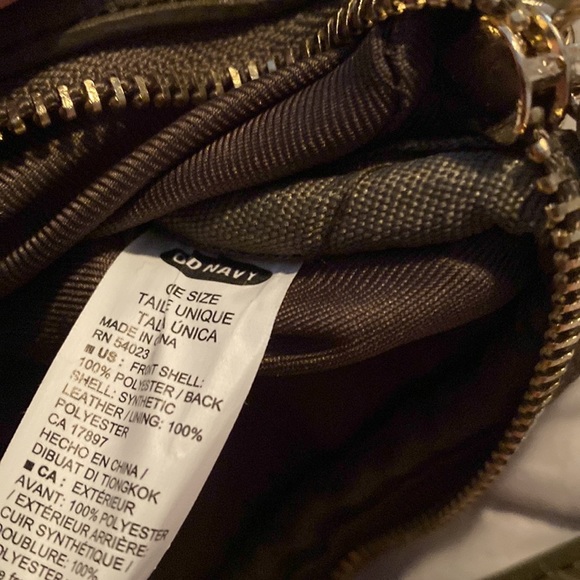 OLD NAVY
ONE SIZE
TAILLE UNIQUE
TALLA ÚNICA
MADE IN CHINA
RN 54023
US: FRONT SHELL:
100% POLYESTER / BACK
SHELL: SYNTHETIC
LEATHER / LINING: 100%
POLYESTER
CA 17897
HECHO EN CHINA /
DIBUAT DI TIONGKOK
CA: EXTÉRIEUR
AVANT: 100% POLYESTER
/ EXTÉRIEUR ARRIÈRE:
CUIR SYNTHÉTIQUE /
DOUBLURE: 100%
POLYESTER